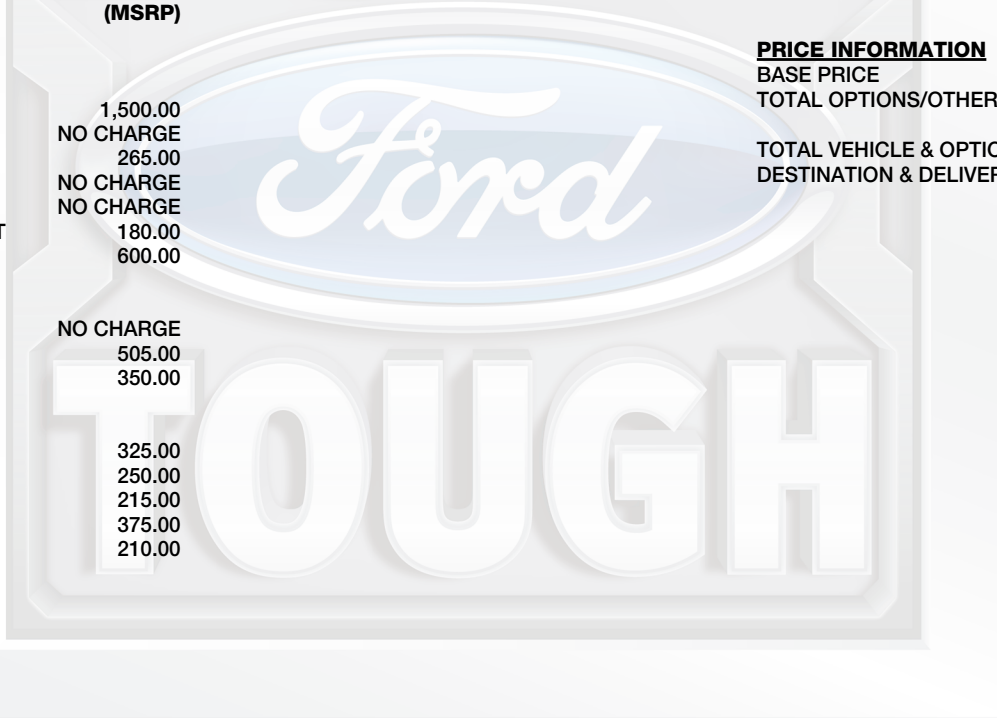 (MSRP)
1,500.00
NO CHARGE
265.00
NO CHARGE
NO CHARGE
T 180.00
600.00
NO CHARGE
505.00
350.00
325.00
250.00
215.00
375.00
210.00
PRICE INFORMATION
BASE PRICE
TOTAL OPTIONS/OTHER
TOTAL VEHICLE & OPTIO
DESTINATION & DELIVER
Ford
TOUGH